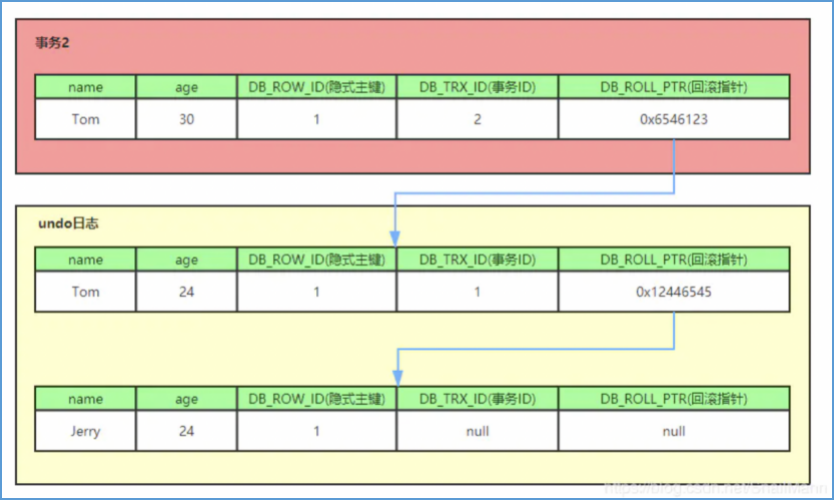 事务2
name age DB_ROW_ID(隐式主键) DB_TRX_ID(事务ID) DB_ROLL_PTR(回滚指针)
Tom 30 1 2 0x6546123
undo日志
name age DB_ROW_ID(隐式主键) DB_TRX_ID(事务ID) DB_ROLL_PTR(回滚指针)
Tom 24 1 1 0x12446545
name age DB_ROW_ID(隐式主键) DB_TRX_ID(事务ID) DB_ROLL_PTR(回滚指针)
Jerry 24 1 null null
https://blog.csdn.net/SnailMann